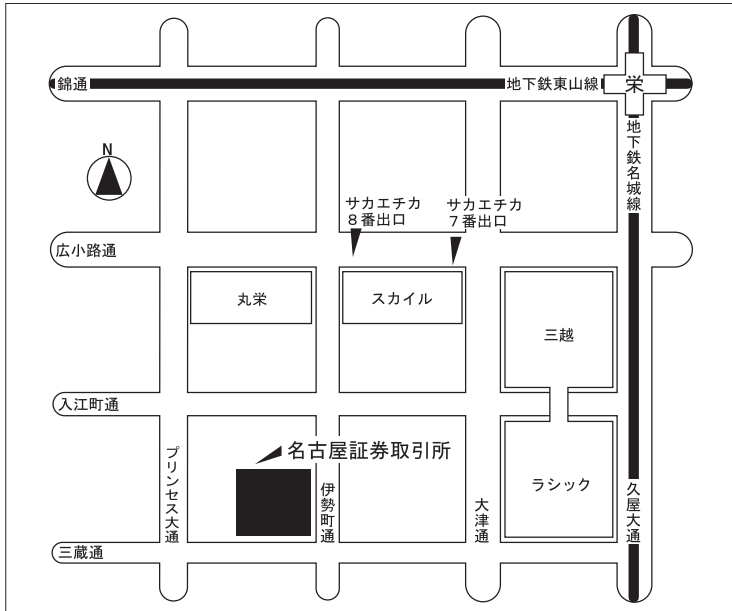 錦通
地下鉄東山線
栄
地下鉄名城線
N
サカエチカ
8番出口
サカエチカ
7番出口
広小路通
丸栄
スカイル
三越
入江町通
名古屋証券取引所
プリンセス大通
伊勢町通
大津通
ラシック
久屋大通
三蔵通